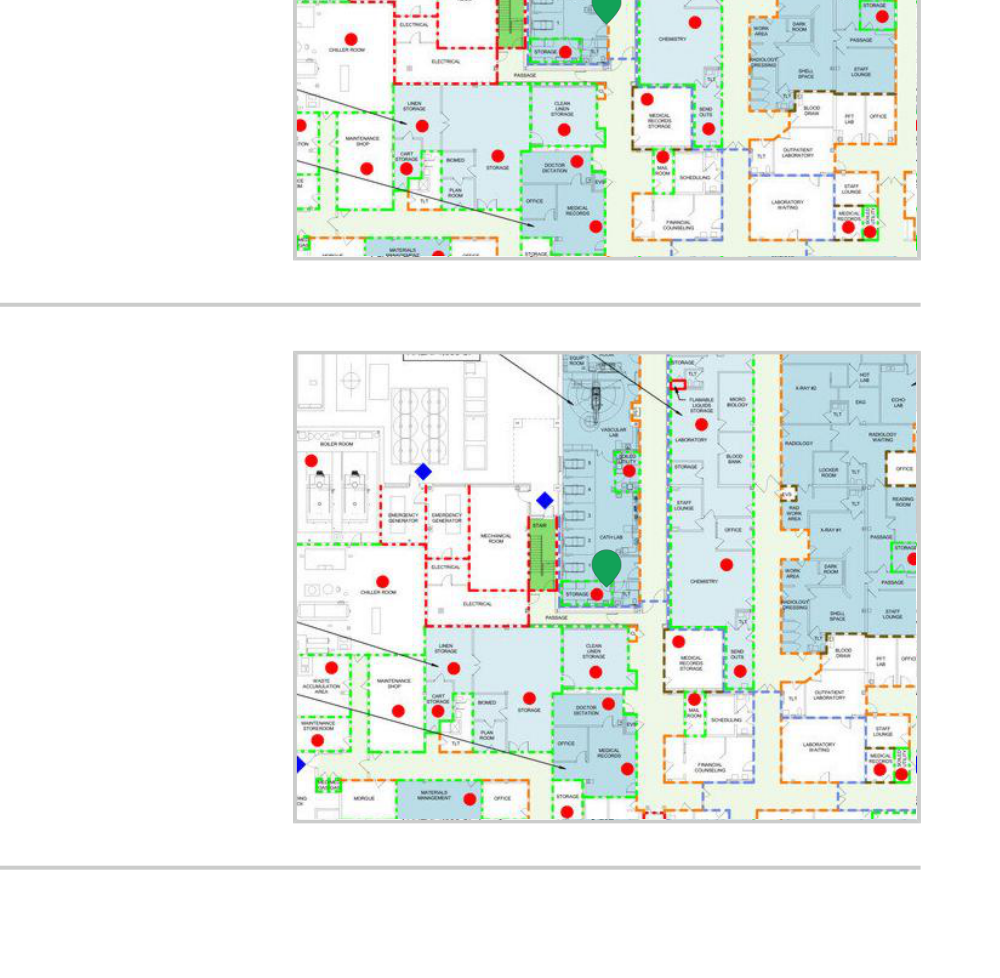 STORAGE
ELECTRICAL
CHILLER ROOM
ELECTRICAL
STORAGE
TLT
PASSAGE
CHEMISTRY
TLT
WORK
AREA
DARK
ROOM
PASSAGE
RADIOLOGY
DRESSING
SHELL
SPACE
STAFF
LOUNGE
TLT
LINEN
STORAGE
CLEAN
LINEN
STORAGE
MEDICAL
RECORDS
STORAGE
SEND
OUTS
BLOOD
DRAW
PFT
LAB
OFFICE
MAINTENANCE
SHOP
CART
STORAGE
BIOMED
STORAGE
DOCTOR
DICTATION
MAIL
ROOM
SCHEDULING
TLT
OUTPATIENT
LABORATORY
PLAN
ROOM
TLT
OFFICE
MEDICAL
RECORDS
FINANCIAL
COUNSELING
LABORATORY
WAITING
STAFF
LOUNGE
MEDICAL
RECORDS
MATERIALS
MANAGEMENT
STORAGE
MORGUE
OFFICE
EQUIP
ROOM
STORAGE
TLT
FLAMABLE
LIQUIDS
STORAGE
MICRO
BIOLOGY
X-RAY #2
HOT
LAB
EKG
ECHO
LAB
TLT
BOILER ROOM
VASCULAR
LAB
LABORATORY
RADIOLOGY
RADIOLOGY
WAITING
SOILED
UTILITY
STORAGE
BLOOD
BANK
LOCKER
ROOM
TLT
OFFICE
EMERGENCY
GENERATOR
EMERGENCY
GENERATOR
MECHANICAL
ROOM
STAIR
CATH LAB
STAFF
LOUNGE
OFFICE
RAD
WORK
AREA
X-RAY #1
READING
ROOM
PASSAGE
STORAGE
CHILLER ROOM
ELECTRICAL
ELECTRICAL
STORAGE
TLT
PASSAGE
CHEMISTRY
TLT
WORK
AREA
DARK
ROOM
PASSAGE
RADIOLOGY
DRESSING
SHELL
SPACE
STAFF
LOUNGE
TLT
LINEN
STORAGE
CLEAN
LINEN
STORAGE
MEDICAL
RECORDS
STORAGE
SEND
OUTS
BLOOD
DRAW
PFT
LAB
WASTE
ACCUMULATION
AREA
MAINTENANCE
SHOP
CART
STORAGE
BIOMED
STORAGE
DOCTOR
DICTATION
MAIL
ROOM
SCHEDULING
TLT
OUTPATIENT
LABORATORY
MAINTENANCE
STOREROOM
PLAN
ROOM
TLT
OFFICE
MEDICAL
RECORDS
FINANCIAL
COUNSELING
LABORATORY
WAITING
STAFF
LOUNGE
MEDICAL
RECORDS
SOILED
UTILITY
MORGUE
MATERIALS
MANAGEMENT
OFFICE
STORAGE